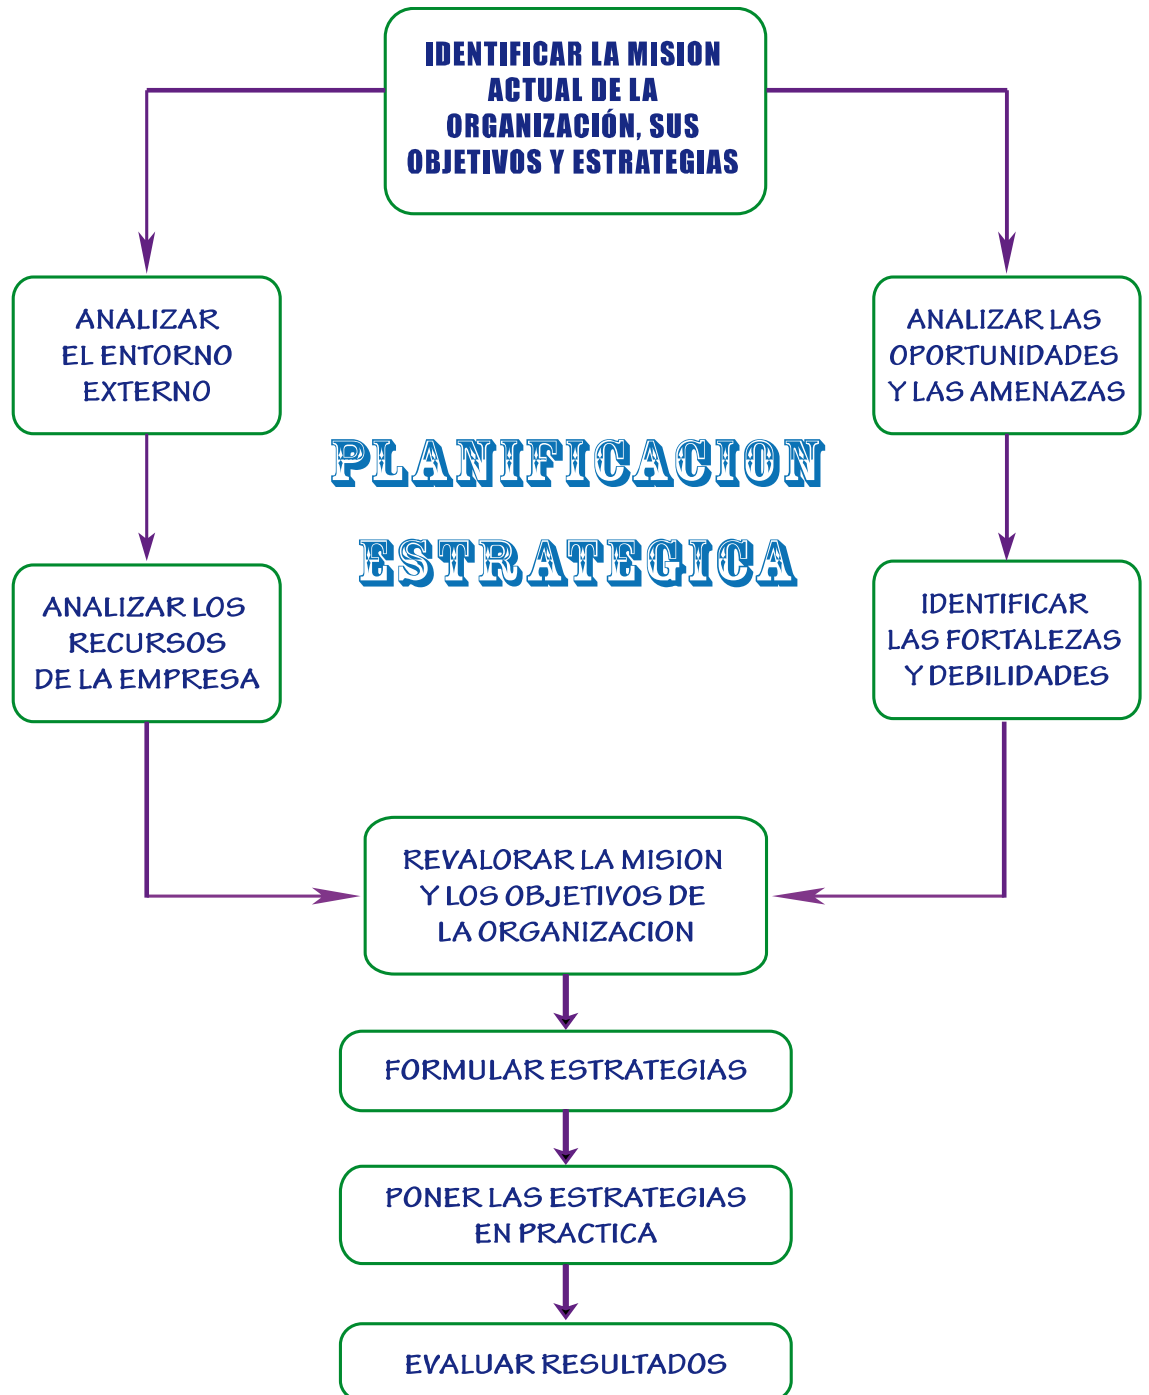 IDENTIFICAR LA MISION
ACTUAL DE LA
ORGANIZACIÓN, SUS
OBJETIVOS Y ESTRATEGIAS
ANALIZAR
EL ENTORNO
EXTERNO
ANALIZAR LAS
OPORTUNIDADES
Y LAS AMENAZAS
PLANIFICACION
ESTRATEGICA
ANALIZAR LOS
RECURSOS
DE LA EMPRESA
IDENTIFICAR
LAS FORTALEZAS
Y DEBILIDADES
REVALORAR LA MISION
Y LOS OBJETIVOS DE
LA ORGANIZACION
FORMULAR ESTRATEGIAS
PONER LAS ESTRATEGIAS
EN PRACTICA
EVALUAR RESULTADOS